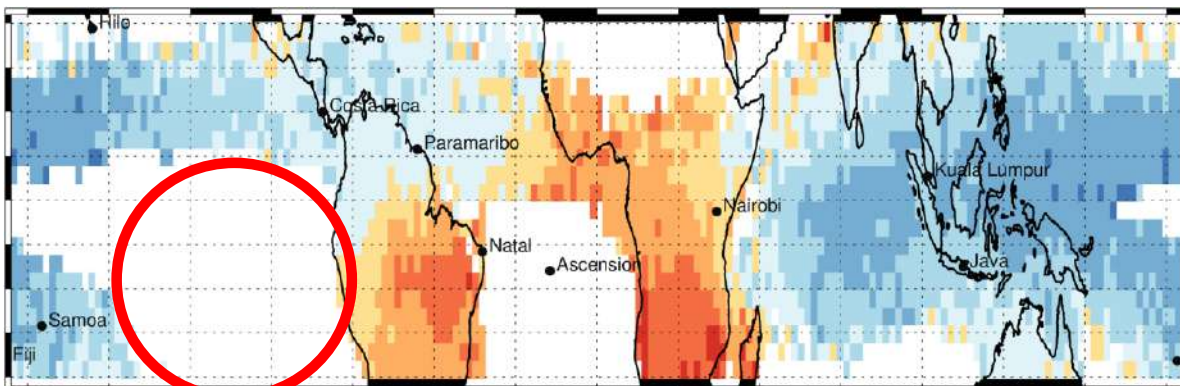 Hilo
Costa Rica
Paramaribo
Kuala Lumpur
Nairobi
Natal
Ascension
Java
Samoa
Fiji